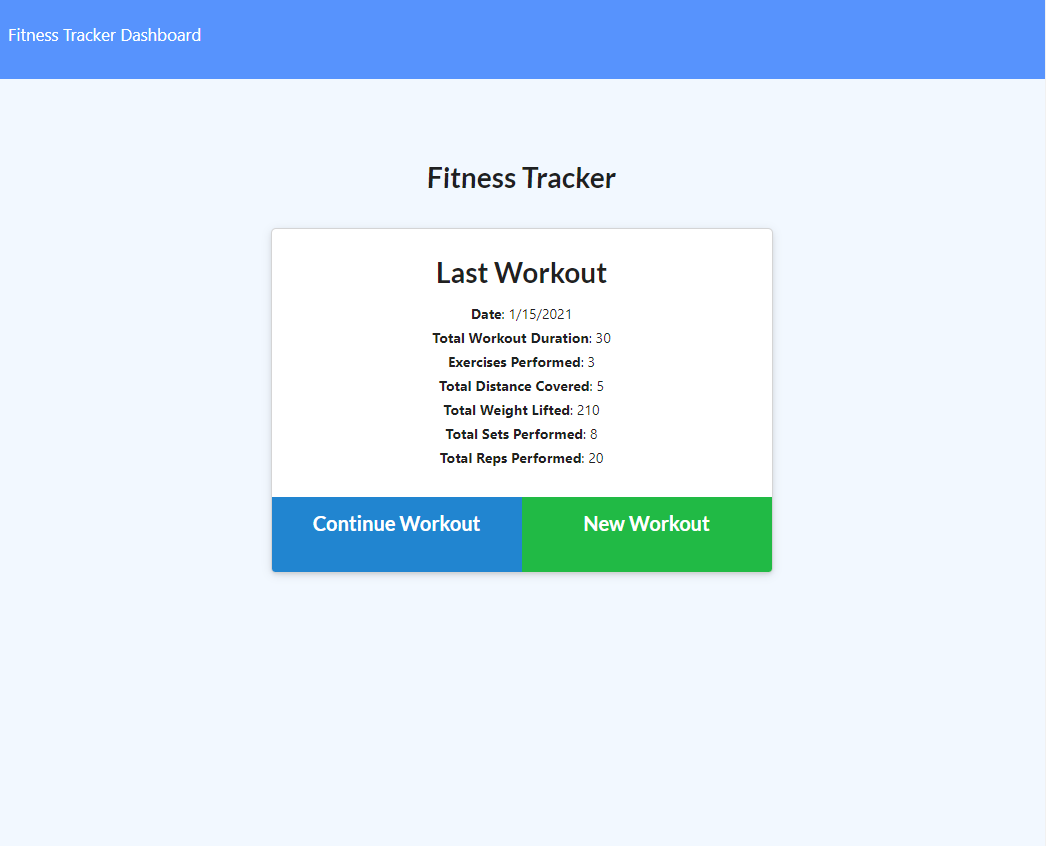 Fitness Tracker Dashboard
Fitness Tracker
Last Workout
Date: 1/15/2021
Total Workout Duration: 30
Exercises Performed: 3
Total Distance Covered: 5
Total Weight Lifted: 210
Total Sets Performed: 8
Total Reps Performed: 20
Continue Workout
New Workout